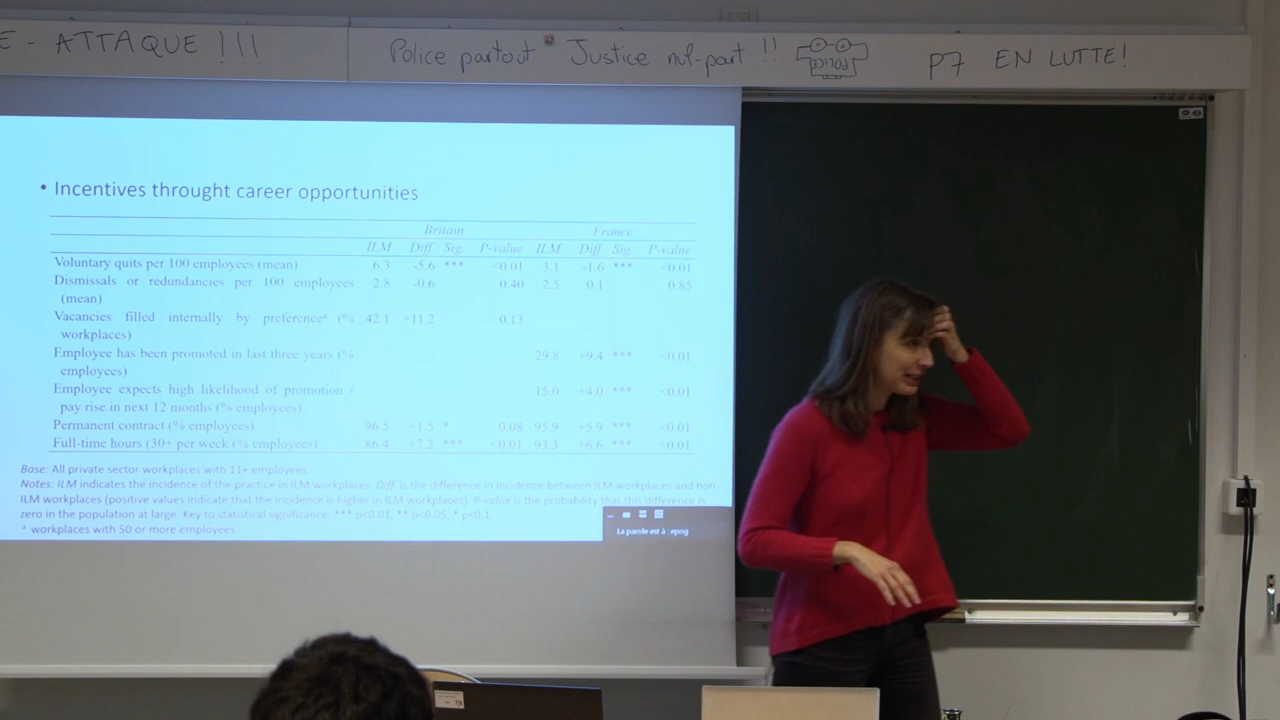 E - ATTAQUE !!!
Police partout Justice nul-part !!
POLICE
P7 EN LUTTE!
• Incentives throught career opportunities
Britain France
ILM Diff Sig. P-value ILM Diff. Sig. P-value
Voluntary quits per 100 employees (mean) 6.3 -5.6 *** <0.01 3.1 -1.6 *** <0.01
Dismissals or redundancies per 100 employees 2.8 -0.6 0.40 2.5 0.1 0.85
(mean)
Vacancies filled internally by preferenceᵃ (% 42.1 +11.2 0.13
workplaces)
Employee has been promoted in last three years (% 29.8 +9.4 *** <0.01
employees)
Employee expects high likelihood of promotion / 15.0 +4.0 *** <0.01
pay rise in next 12 months (% employees)
Permanent contract (% employees) 96.5 +1.5 * 0.08 95.9 +5.9 *** <0.01
Full-time hours (30+ per week (% employees) 86.4 +7.2 *** <0.01 93.3 +6.6 *** <0.01
Base: All private sector workplaces with 11+ employees.
Notes: ILM indicates the incidence of the practice in ILM workplaces. Diff. is the difference in incidence between ILM workplaces and non-
ILM workplaces (positive values indicate that the incidence is higher in ILM workplaces). P-value is the probability that this difference is
zero in the population at large. Key to statistical significance: *** p<0.01, ** p<0.05, * p<0.1.
ᵃ workplaces with 50 or more employees
La parole est à : epog